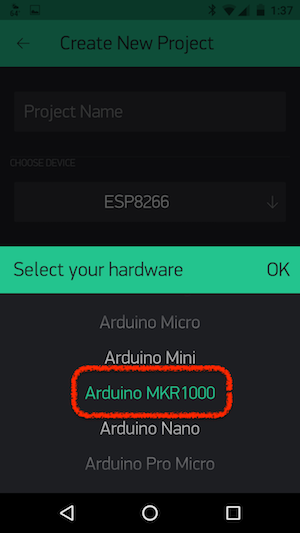 1:37
Create New Project
Project Name
CHOOSE DEVICE
ESP8266
Select your hardware OK
Arduino Micro
Arduino Mini
Arduino MKR1000
Arduino Nano
Arduino Pro Micro